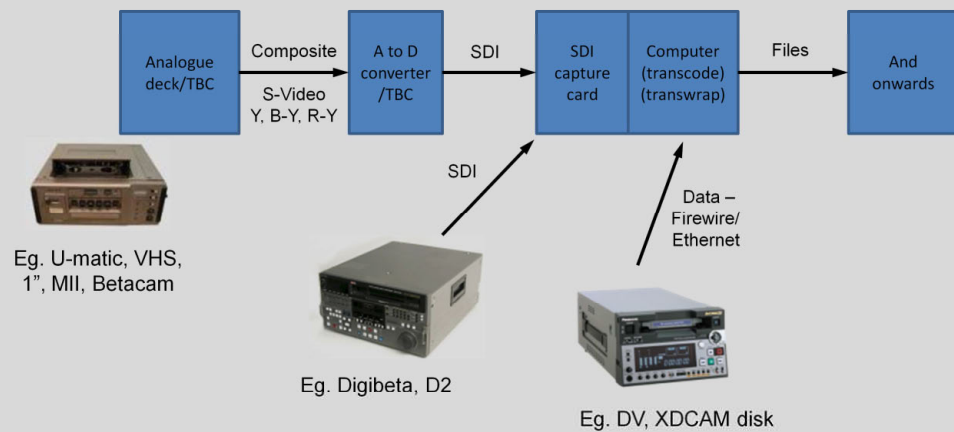 Analogue
deck/TBC
Composite
S-Video
Y, B-Y, R-Y
A to D
converter
/TBC
SDI
SDI
capture
card
Computer
(transcode)
(transwrap)
Files
And
onwards
SDI
Data –
Firewire/
Ethernet
Eg. U-matic, VHS,
1”, MII, Betacam
Eg. Digibeta, D2
Panasonic
Eg. DV, XDCAM disk